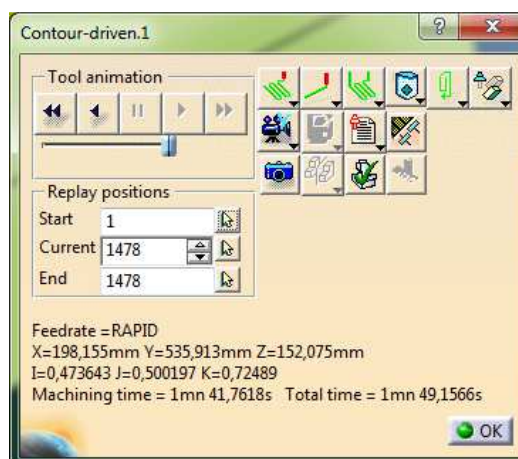 Contour-driven.1
Tool animation
Replay positions
Start 1
Current 1478
End 1478
Feedrate =RAPID
X=198,155mm Y=535,913mm Z=152,075mm
I=0,473643 J=0,500197 K=0,72489
Machining time = 1mn 41,7618s Total time = 1mn 49,1566s
OK